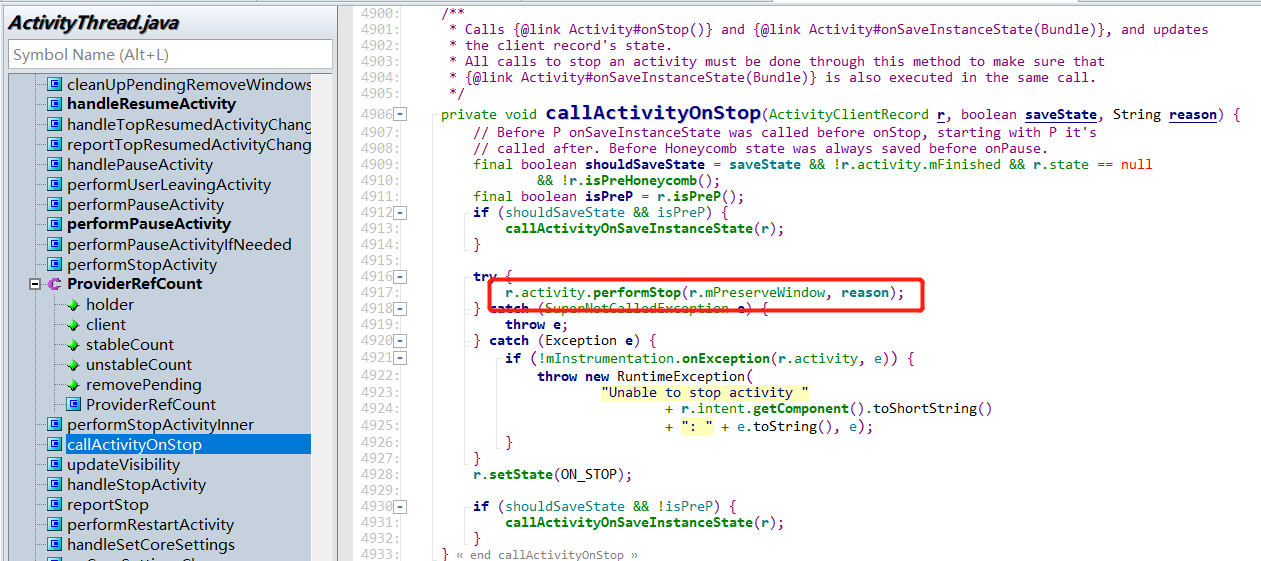 ActivityThread.java
Symbol Name (Alt+L)
cleanUpPendingRemoveWindows
handleResumeActivity
handleTopResumedActivityChang
reportTopResumedActivityChang
handlePauseActivity
performUserLeavingActivity
performPauseActivity
performPauseActivity
performPauseActivityIfNeeded
performStopActivity
ProviderRefCount
holder
client
stableCount
unstableCount
removePending
ProviderRefCount
performStopActivityInner
callActivityOnStop
updateVisibility
handleStopActivity
reportStop
performRestartActivity
handleSetCoreSettings
4900: /**
4901: * Calls {@link Activity#onStop()} and {@link Activity#onSaveInstanceState(Bundle)}, and updates
4902: * the client record's state.
4903: * All calls to stop an activity must be done through this method to make sure that
4904: * {@link Activity#onSaveInstanceState(Bundle)} is also executed in the same call.
4905: */
4906: private void callActivityOnStop(ActivityClientRecord r, boolean saveState, String reason) {
4907: // Before P onSaveInstanceState was called before onStop, starting with P it's
4908: // called after. Before Honeycomb state was always saved before onPause.
4909: final boolean shouldSaveState = saveState && !r.activity.mFinished && r.state == null
4910: && !r.isPreHoneycomb();
4911: final boolean isPreP = r.isPreP();
4912: if (shouldSaveState && isPreP) {
4913: callActivityOnSaveInstanceState(r);
4914: }
4915:
4916: try {
4917: r.activity.performStop(r.mPreserveWindow, reason);
4918: } catch (SuperNotCalledException e) {
4919: throw e;
4920: } catch (Exception e) {
4921: if (!mInstrumentation.onException(r.activity, e)) {
4922: throw new RuntimeException(
4923: "Unable to stop activity "
4924: + r.intent.getComponent().toShortString()
4925: + ": " + e.toString(), e);
4926: }
4927: }
4928: r.setState(ON_STOP);
4929:
4930: if (shouldSaveState && !isPreP) {
4931: callActivityOnSaveInstanceState(r);
4932: }
4933: } « end callActivityOnStop »